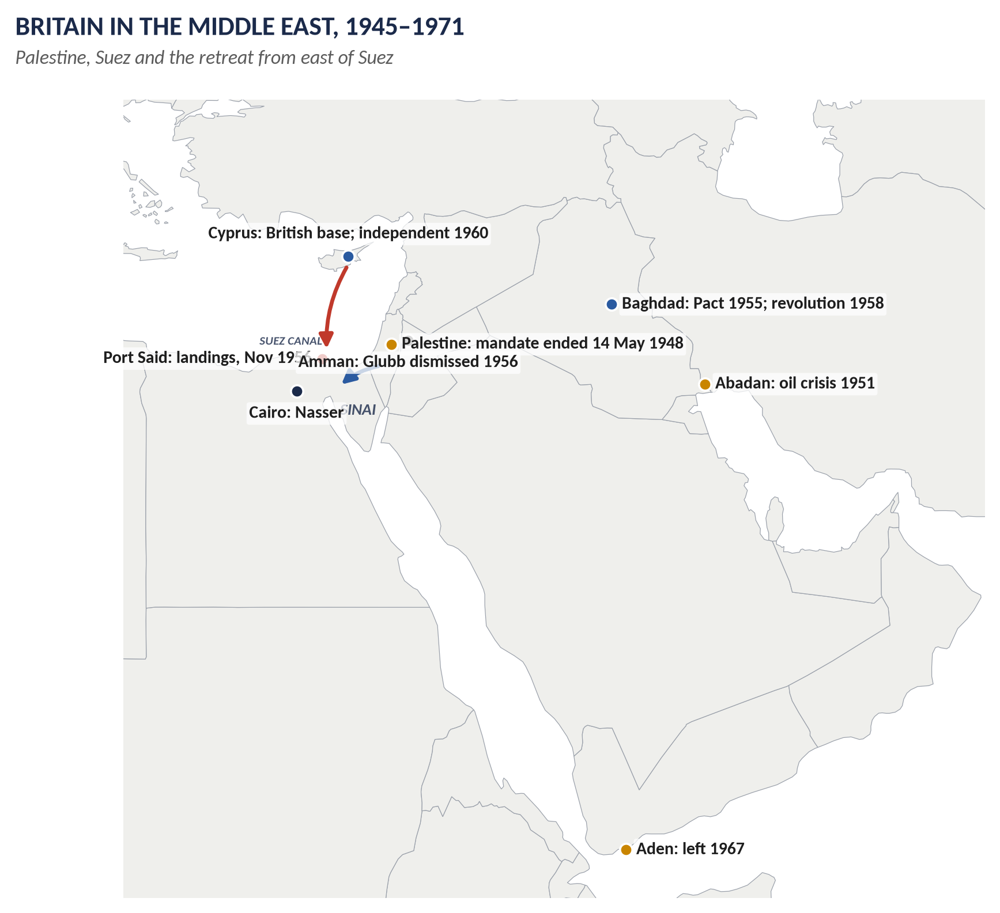 BRITAIN IN THE MIDDLE EAST, 1945–1971
Palestine, Suez and the retreat from east of Suez
Cyprus: British base; independent 1960
Baghdad: Pact 1955; revolution 1958
SUEZ CANAL
Palestine: mandate ended 14 May 1948
Port Said: landings, Nov 1956
Amman: Glubb dismissed 1956
Abadan: oil crisis 1951
Cairo: Nasser
SINAI
Aden: left 1967